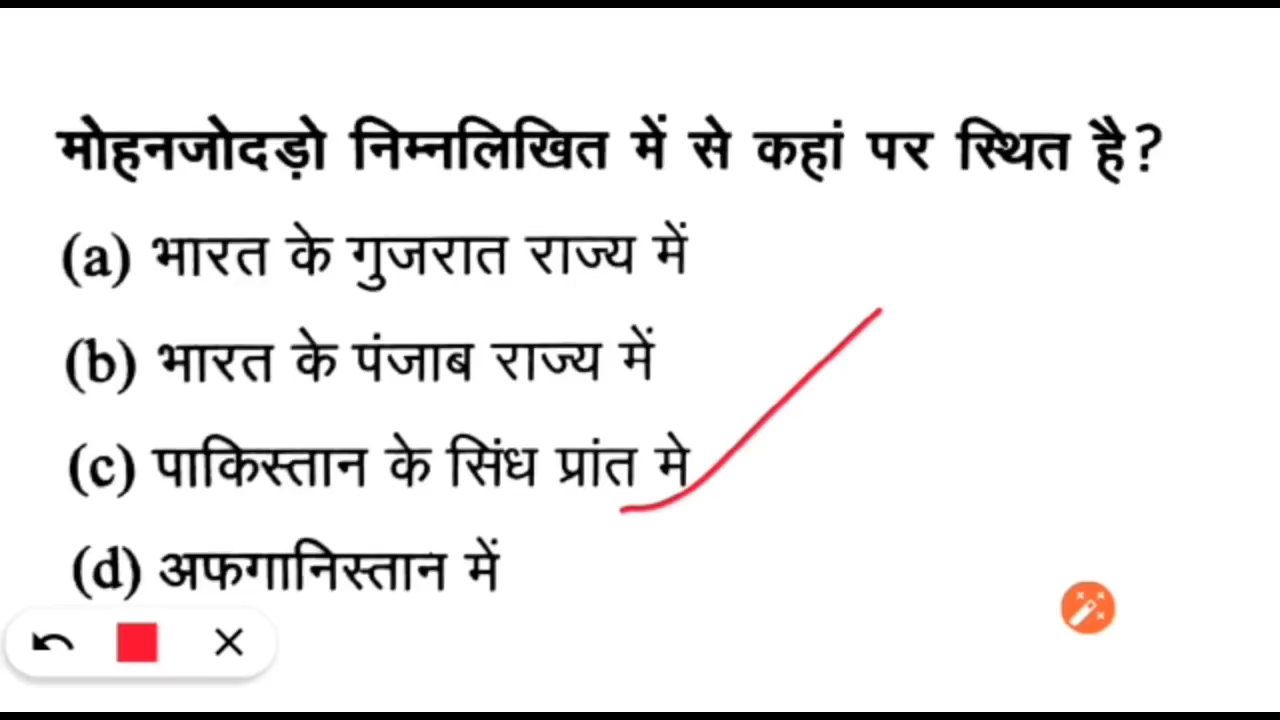 मोहनजोदड़ो निम्नलिखित में से कहां पर स्थित है?
(a) भारत के गुजरात राज्य में
(b) भारत के पंजाब राज्य में
(c) पाकिस्तान के सिंध प्रांत मे
(d) अफगानिस्तान में